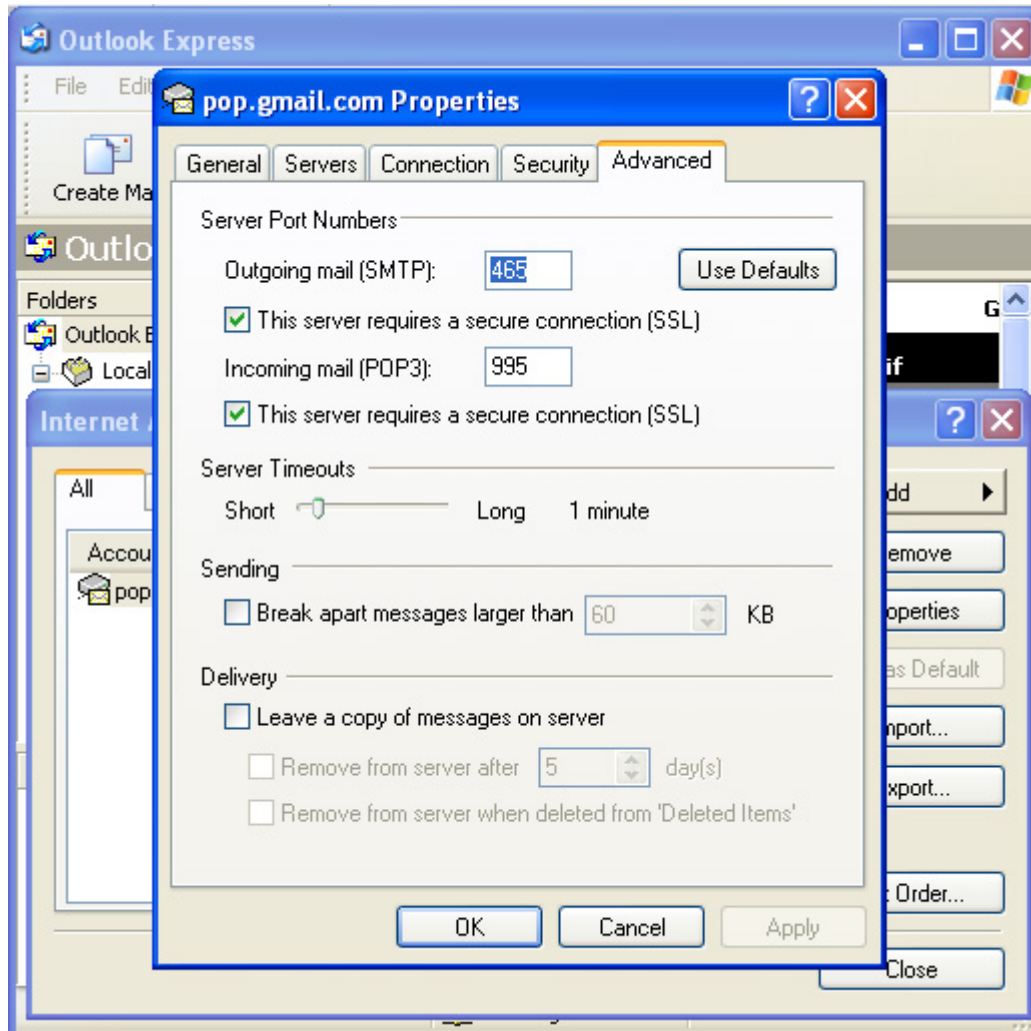 Outlook Express
File Edit
pop.gmail.com Properties
General Servers Connection Security Advanced
Create Ma
Server Port Numbers
Outlo
Outgoing mail (SMTP): 465 Use Defaults
Folders
G
This server requires a secure connection (SSL)
Outlook E
Local
Incoming mail (POP3): 995
if
Internet
This server requires a secure connection (SSL)
Server Timeouts
All
dd
Short Long 1 minute
Accou
emove
Sending
pop
Break apart messages larger than 60 KB
operties
as Default
Delivery
Leave a copy of messages on server
mport...
Remove from server after 5 day(s)
xport...
Remove from server when deleted from 'Deleted Items'
Order...
OK Cancel Apply
Close